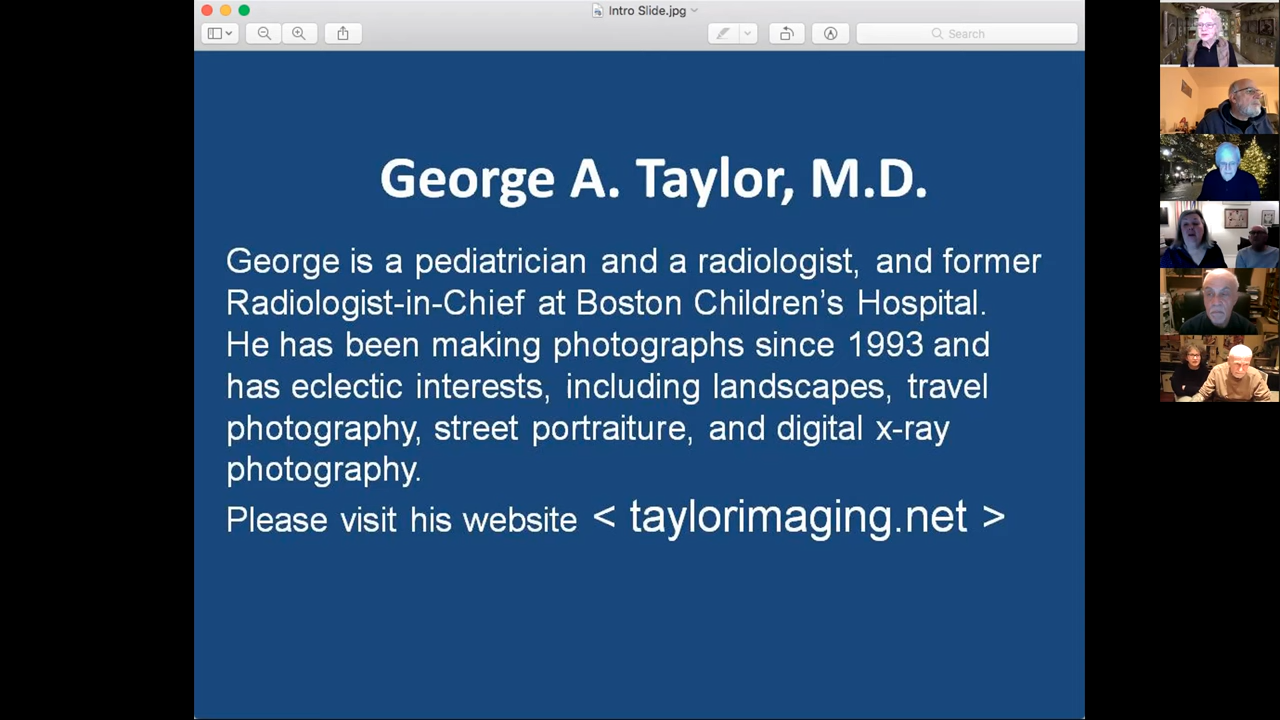 Intro Slide.jpg
Search
George A. Taylor, M.D.
George is a pediatrician and a radiologist, and former
Radiologist-in-Chief at Boston Children’s Hospital.
He has been making photographs since 1993 and
has eclectic interests, including landscapes, travel
photography, street portraiture, and digital x-ray
photography.
Please visit his website < taylorimaging.net >